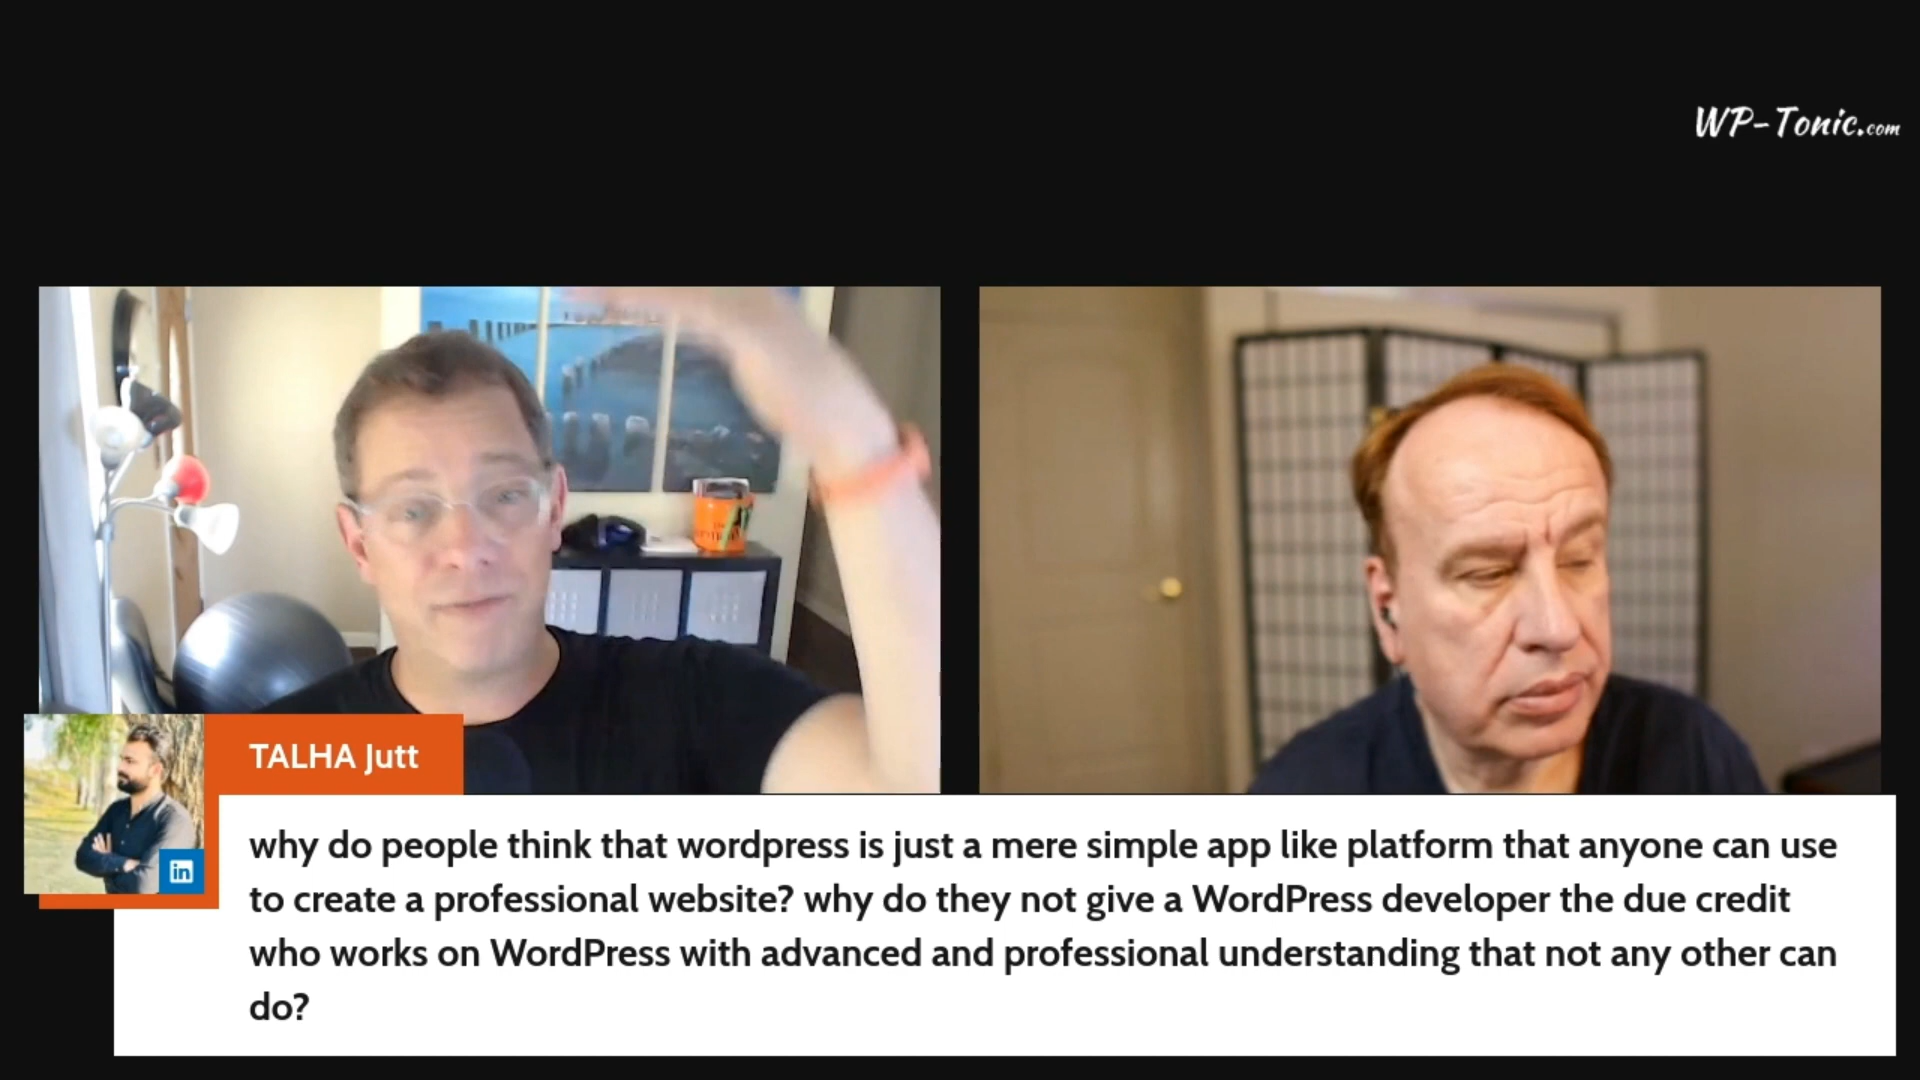 WP-Tonic.com
TALHA Jutt
in
why do people think that wordpress is just a mere simple app like platform that anyone can use
to create a professional website? why do they not give a WordPress developer the due credit
who works on WordPress with advanced and professional understanding that not any other can
do?